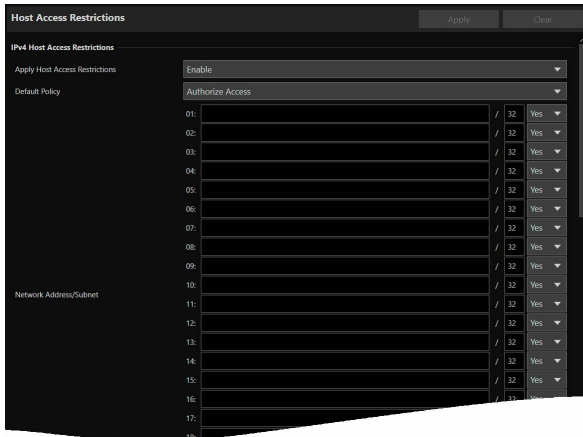 Host Access Restrictions Apply Clear
IPv4 Host Access Restrictions
Apply Host Access Restrictions Enable
Default Policy Authorize Access
01: / 32 Yes
02: / 32 Yes
03: / 32 Yes
04: / 32 Yes
05: / 32 Yes
06: / 32 Yes
07: / 32 Yes
08: / 32 Yes
09: / 32 Yes
10: / 32 Yes
Network Address/Subnet
11: / 32 Yes
12: / 32 Yes
13: / 32 Yes
14: / 32 Yes
15: / 32 Yes
16: / 32
17: